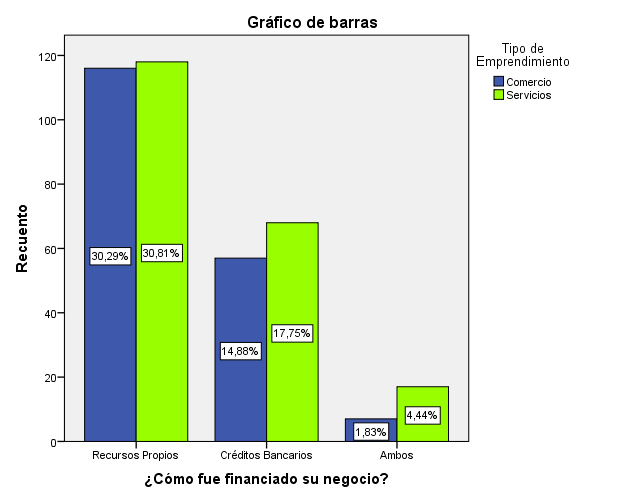 Gráfico de barras
Tipo de
Emprendimiento
Comercio
Servicios
Recuento
120
100
80
60
40
20
0
30,29%
30,81%
14,88%
17,75%
1,83%
4,44%
Recursos Propios
Créditos Bancarios
Ambos
¿Cómo fue financiado su negocio?